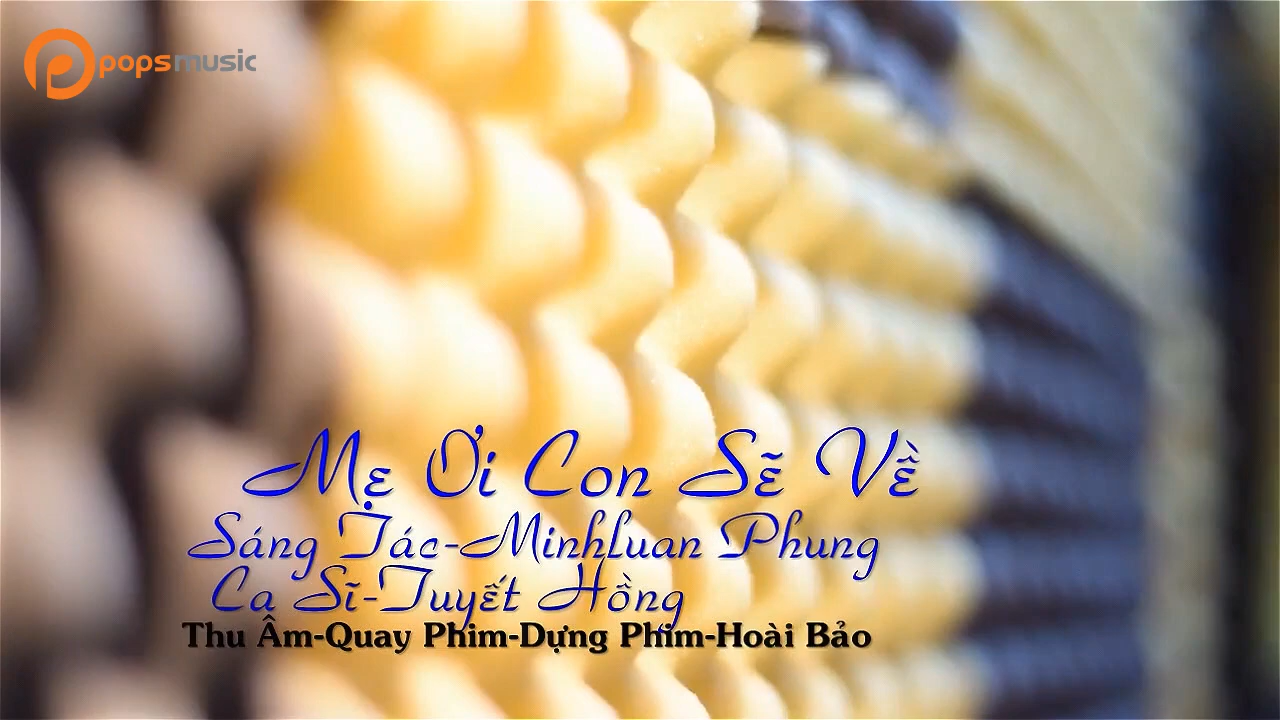 popsmusic
Mẹ Ơi Con Sẽ Về
Sáng Tác-Minhluan Phung
Ca Sĩ-Tuyết Hồng
Thu Âm-Quay Phim-Dựng Phim-Hoài Bảo